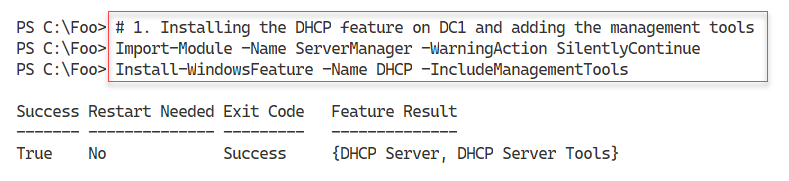 PS C:\Foo> # 1. Installing the DHCP feature on DC1 and adding the management tools
PS C:\Foo> Import-Module -Name ServerManager -WarningAction SilentlyContinue
PS C:\Foo> Install-WindowsFeature -Name DHCP -IncludeManagementTools
Success Restart Needed Exit Code   Feature Result
------- -------------- ---------   --------------
True    No             Success     {DHCP Server, DHCP Server Tools}